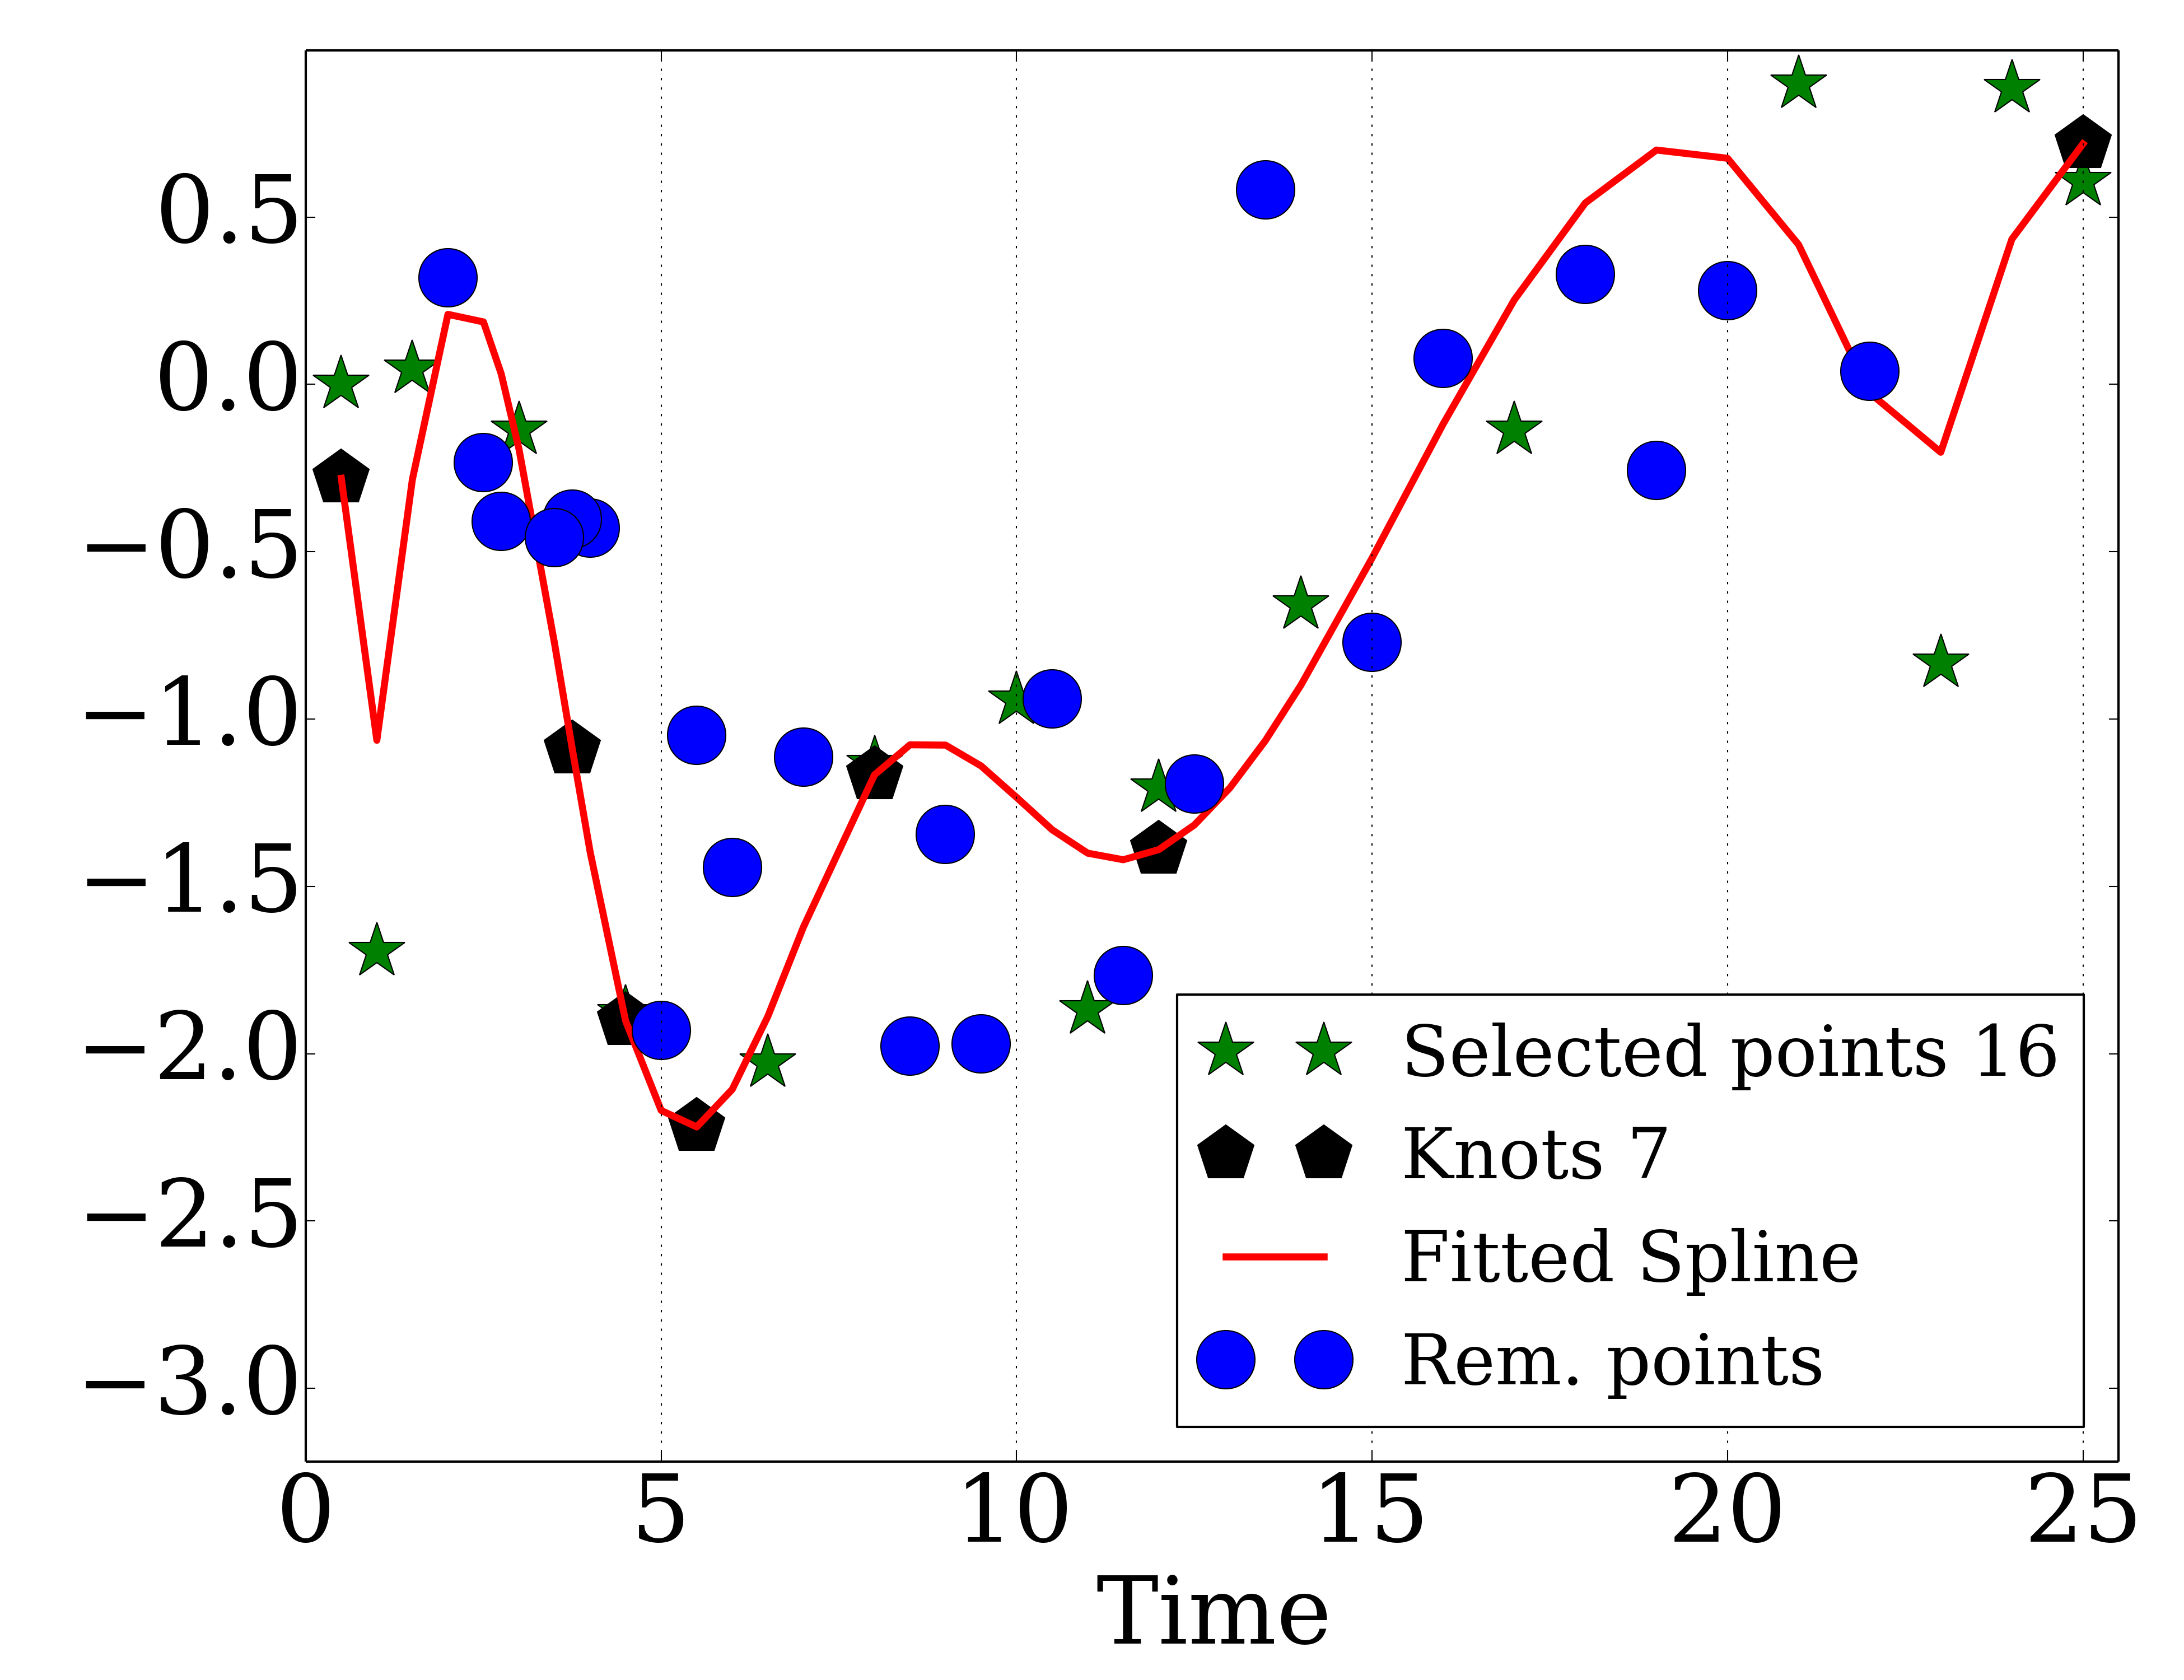 0.5
0.0
−0.5
−1.0
−1.5
−2.0
−2.5
−3.0
Selected points 16
Knots 7
Fitted Spline
Rem. points
0 5 10 15 20 25
Time